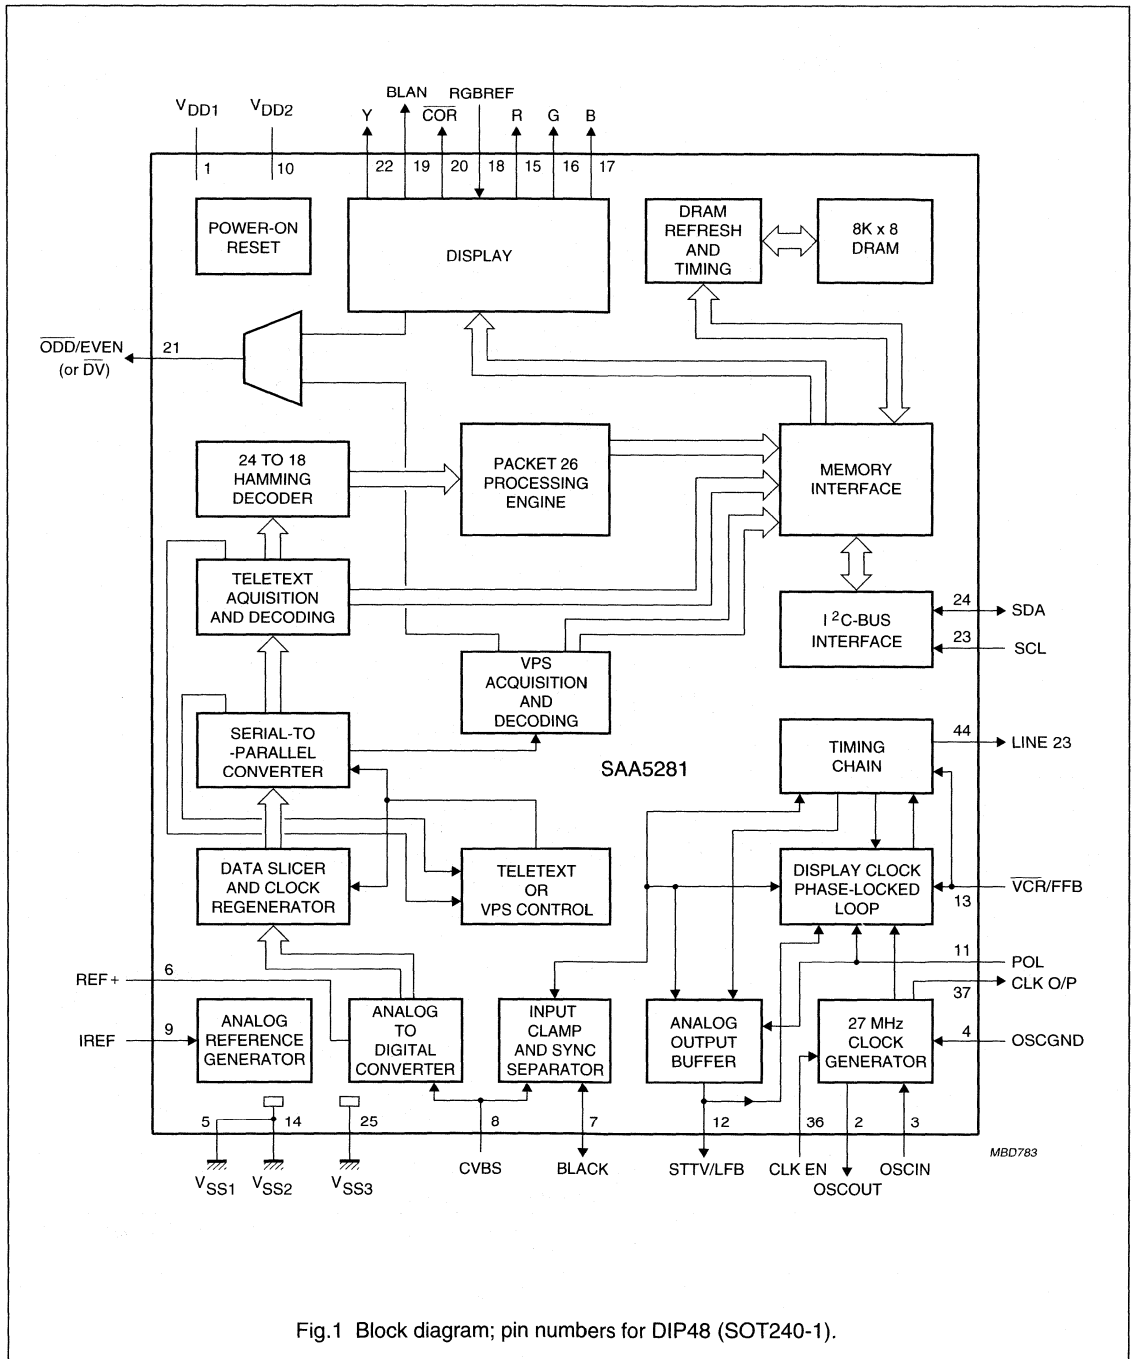 V DD1
V DD2
BLAN
RGBREF
Y
COR
R
G
B
1
10
22
19
20
18
15
16
17
POWER-ON
RESET
DISPLAY
DRAM
REFRESH
AND
TIMING
8K x 8
DRAM
ODD/EVEN
(or DV)
21
24 TO 18
HAMMING
DECODER
PACKET 26
PROCESSING
ENGINE
MEMORY
INTERFACE
TELETEXT
AQUISITION
AND DECODING
I²C-BUS
INTERFACE
24
SDA
23
SCL
VPS
ACQUISITION
AND
DECODING
SERIAL-TO
-PARALLEL
CONVERTER
SAA5281
TIMING
CHAIN
44
LINE 23
DATA SLICER
AND CLOCK
REGENERATOR
TELETEXT
OR
VPS CONTROL
DISPLAY CLOCK
PHASE-LOCKED
LOOP
VCR/FFB
13
11
POL
REF+
6
37
CLK O/P
IREF
9
ANALOG
REFERENCE
GENERATOR
ANALOG
TO
DIGITAL
CONVERTER
INPUT
CLAMP
AND SYNC
SEPARATOR
ANALOG
OUTPUT
BUFFER
27 MHz
CLOCK
GENERATOR
4
OSCGND
5
14
25
8
7
12
36
2
3
V SS1
V SS2
V SS3
CVBS
BLACK
STTV/LFB
CLK EN
OSCOUT
OSCIN
MBD783
Fig.1 Block diagram; pin numbers for DIP48 (SOT240-1).